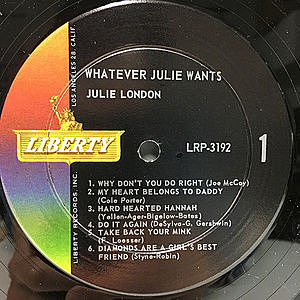 WHATEVER JULIE WANTS
JULIE LONDON
LOS ANGELES 28, CALIF.
LIBERTY
LIBERTY RECORDS, INC.
LRP-3192
1
1. WHY DON'T YOU DO RIGHT (Joe McCoy)
2. MY HEART BELONGS TO DADDY
(Cole Porter)
3. HARD HEARTED HANNAH
(Yellen-Ager-Bigelow-Bates)
4. DO IT AGAIN (DeSylva-G. Gershwin)
5. TAKE BACK YOUR MINK
(F. Loesser)
6. DIAMONDS ARE A GIRL'S BEST
FRIEND (Styne-Robin)